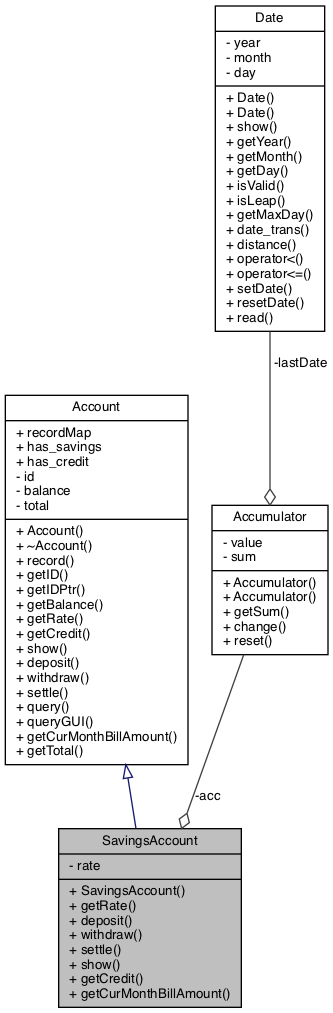 Date
- year
- month
- day
+ Date()
+ Date()
+ show()
+ getYear()
+ getMonth()
+ getDay()
+ isValid()
+ isLeap()
+ getMaxDay()
+ date_trans()
+ distance()
+ operator<()
+ operator<=()
+ setDate()
+ resetDate()
+ read()
-lastDate
Account
+ recordMap
+ has_savings
+ has_credit
- id
- balance
- total
+ Account()
+ ~Account()
+ record()
+ getID()
+ getIDPtr()
+ getBalance()
+ getRate()
+ getCredit()
+ show()
+ deposit()
+ withdraw()
+ settle()
+ query()
+ queryGUI()
+ getCurMonthBillAmount()
+ getTotal()
Accumulator
- value
- sum
+ Accumulator()
+ Accumulator()
+ getSum()
+ change()
+ reset()
-acc
SavingsAccount
- rate
+ SavingsAccount()
+ getRate()
+ deposit()
+ withdraw()
+ settle()
+ show()
+ getCredit()
+ getCurMonthBillAmount()